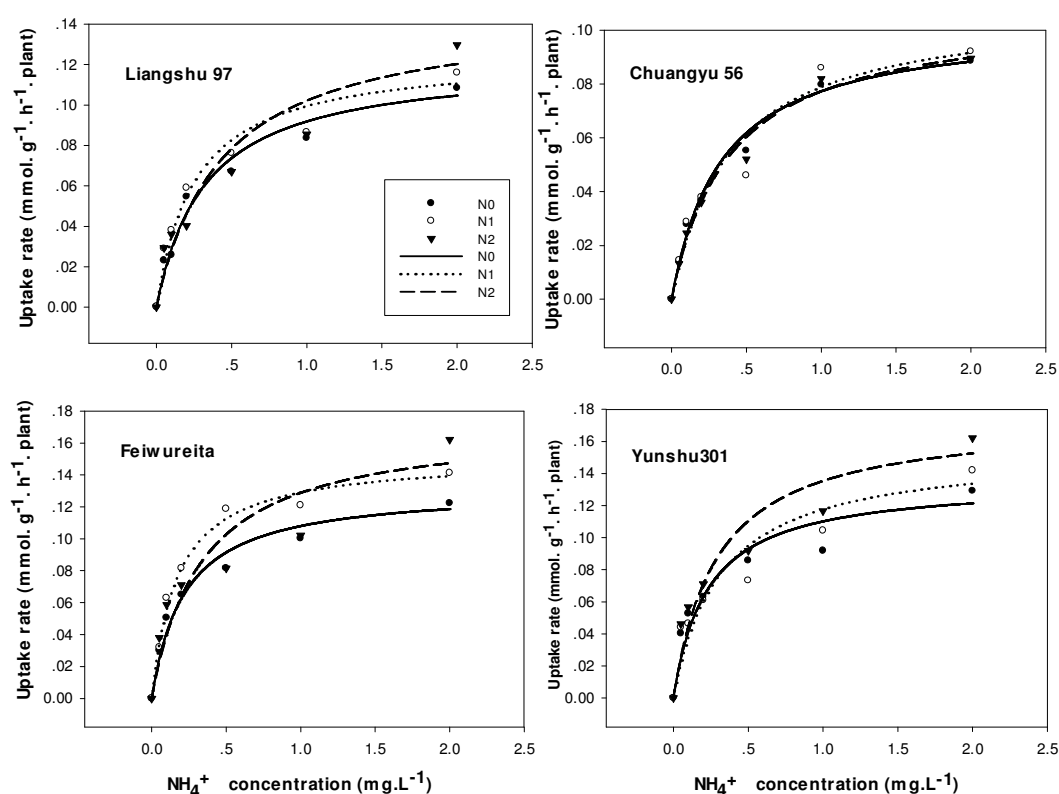 Uptake rate (mmol. g⁻¹. h⁻¹. plant)
.14
.12
.10
.08
.06
.04
.02
0.00
Liangshu 97
N0
N1
N2
N0
N1
N2
0.0 .5 1.0 1.5 2.0 2.5
Uptake rate (mmol. g⁻¹. h⁻¹. plant)
.10
.08
.06
.04
.02
0.00
Chuangyu 56
0.0 .5 1.0 1.5 2.0 2.5
Uptake rate (mmol. g⁻¹. h⁻¹. plant)
.18
.16
.14
.12
.10
.08
.06
.04
.02
0.00
Feiwureita
0.0 .5 1.0 1.5 2.0 2.5
NH₄⁺ concentration (mg.L⁻¹)
Uptake rate (mmol. g⁻¹. h⁻¹. plant)
.18
.16
.14
.12
.10
.08
.06
.04
.02
0.00
Yunshu301
0.0 .5 1.0 1.5 2.0 2.5
NH₄⁺ concentration (mg.L⁻¹)